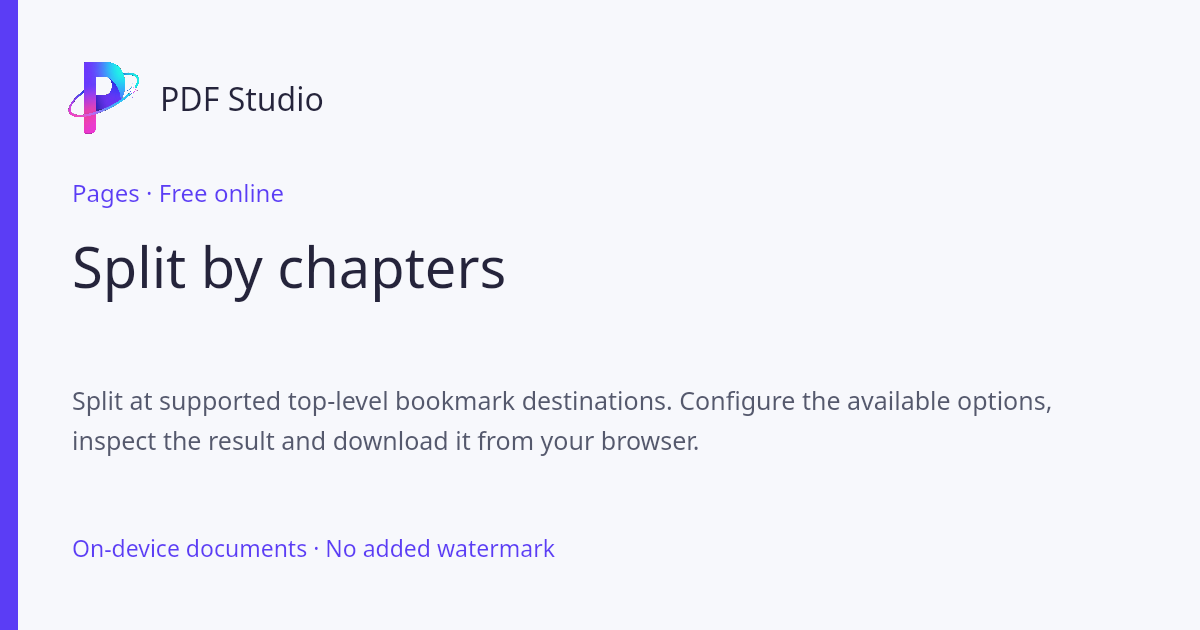 PDF Studio
Pages · Free online
Split by chapters
Split at supported top-level bookmark destinations. Configure the available options,
inspect the result and download it from your browser.
On-device documents · No added watermark